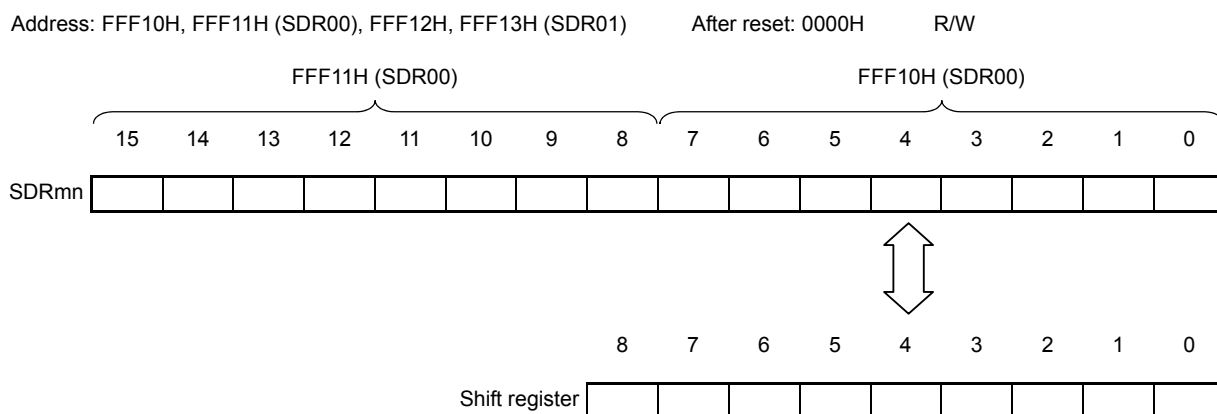 Address: FFF10H, FFF11H (SDR00), FFF12H, FFF13H (SDR01) After reset: 0000H R/W
FFF11H (SDR00) FFF10H (SDR00)
15 14 13 12 11 10 9 8 7 6 5 4 3 2 1 0
SDRmn
8 7 6 5 4 3 2 1 0
Shift register